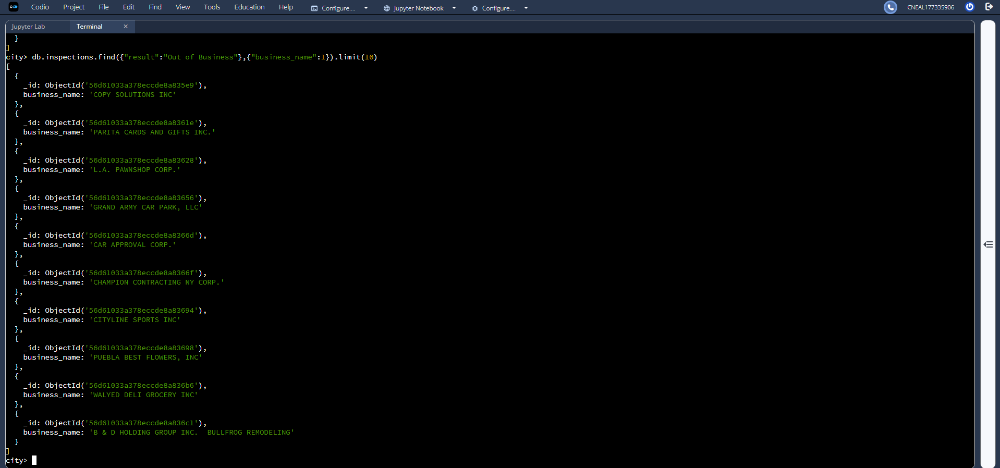 Codio Project File Edit Find View Tools Education Help Configure.... Jupyter Notebook Configure.... CNEAL177335906
Jupyter Lab Terminal ×
  }
]
city> db.inspections.find({"result":"Out of Business"},{"business_name":1}).limit(10)
[
  {
    _id: ObjectId('56d61033a378eccde8a835e9'),
    business_name: 'COPY SOLUTIONS INC'
  },
  {
    _id: ObjectId('56d61033a378eccde8a8361e'),
    business_name: 'PARITA CARDS AND GIFTS INC.'
  },
  {
    _id: ObjectId('56d61033a378eccde8a83628'),
    business_name: 'L.A. PAWNSHOP CORP.'
  },
  {
    _id: ObjectId('56d61033a378eccde8a83656'),
    business_name: 'GRAND ARMY CAR PARK, LLC'
  },
  {
    _id: ObjectId('56d61033a378eccde8a8366d'),
    business_name: 'CAR APPROVAL CORP.'
  },
  {
    _id: ObjectId('56d61033a378eccde8a8366f'),
    business_name: 'CHAMPION CONTRACTING NY CORP.'
  },
  {
    _id: ObjectId('56d61033a378eccde8a83694'),
    business_name: 'CITYLINE SPORTS INC'
  },
  {
    _id: ObjectId('56d61033a378eccde8a83698'),
    business_name: 'PUEBLA BEST FLOWERS, INC'
  },
  {
    _id: ObjectId('56d61033a378eccde8a836b6'),
    business_name: 'WALYED DELI GROCERY INC'
  },
  {
    _id: ObjectId('56d61033a378eccde8a836c1'),
    business_name: 'B & D HOLDING GROUP INC.  BULLFROG REMODELING'
  }
]
city>